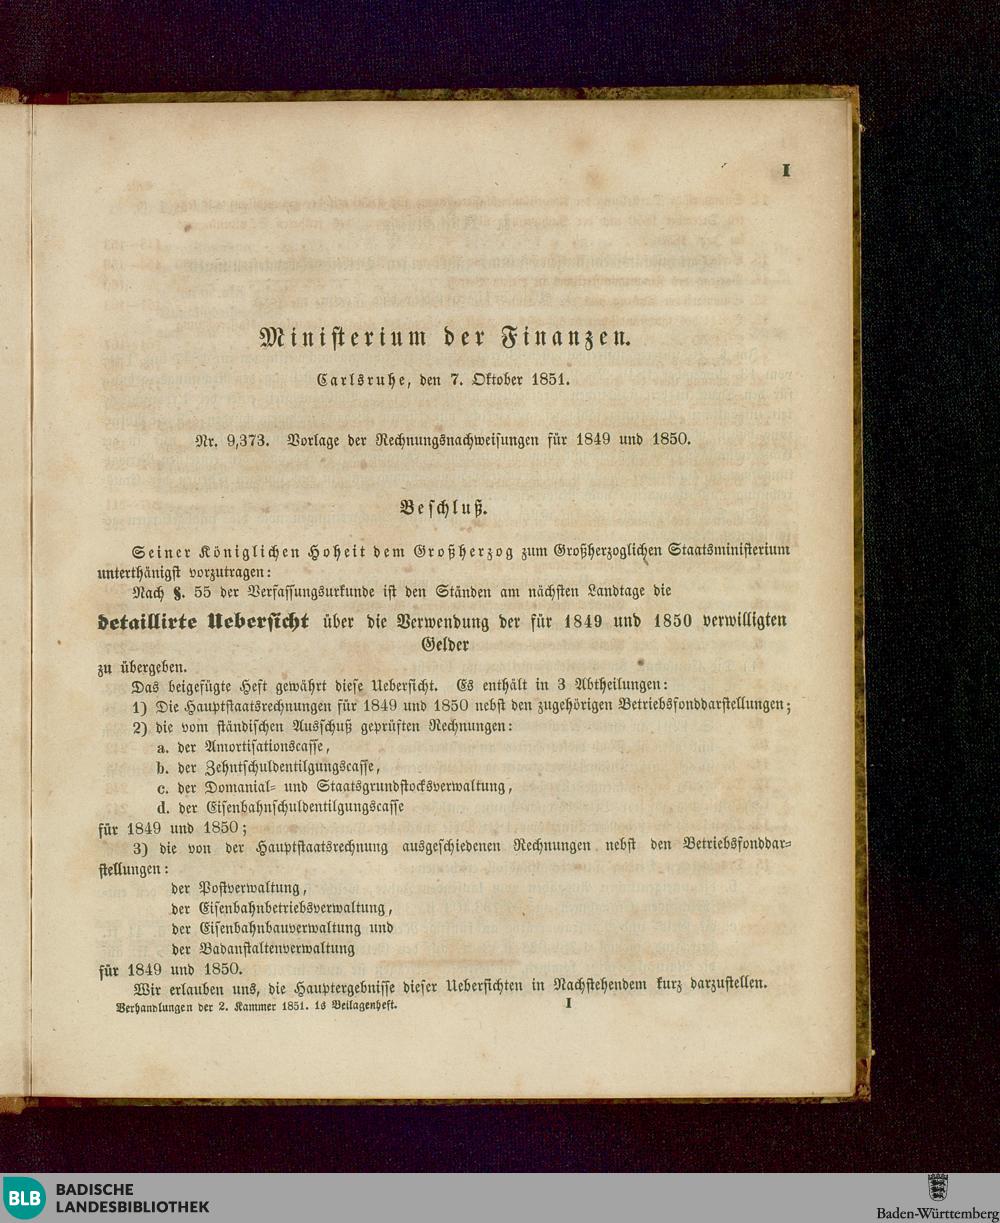 I
Ministerium der Finanzen.
Carlsruhe, den 7. Oktober 1851.
Nr. 9,373. Vorlage der Rechnungsnachweisungen für 1849 und 1850.
Beschluß.
Seiner Königlichen Hoheit dem Großherzog zum Großherzoglichen Staatsministerium
unterthänigst vorzutragen:
Nach §. 55 der Verfassungsurkunde ist den Ständen am nächsten Landtage die
detaillirte Uebersicht über die Verwendung der für 1849 und 1850 verwilligten
Gelder
zu übergeben.
Das beigefügte Heft gewährt diese Uebersicht. Es enthält in 3 Abtheilungen:
1) Die Hauptstaatsrechnungen für 1849 und 1850 nebst den zugehörigen Betriebsfonddarstellungen;
2) die vom ständischen Ausschuß geprüften Rechnungen:
a. der Amortisationscasse,
b. der Zehntschuldentilgungscasse,
c. der Domanial- und Staatsgrundstocksverwaltung,
d. der Eisenbahnschuldentilgungscasse
für 1849 und 1850;
3) die von der Hauptstaatsrechnung ausgeschiedenen Rechnungen nebst den Betriebsfonddar-
stellungen:
der Postverwaltung,
der Eisenbahnbetriebsverwaltung,
der Eisenbahnbauverwaltung und
der Badanstaltenverwaltung
für 1849 und 1850.
Wir erlauben uns, die Hauptergebnisse dieser Uebersichten in Nachstehendem kurz darzustellen.
Verhandlungen der 2. Kammer 1851. 1s Beilagenheft. I
BLB BADISCHE
LANDESBIBLIOTHEK
Baden-Württemberg